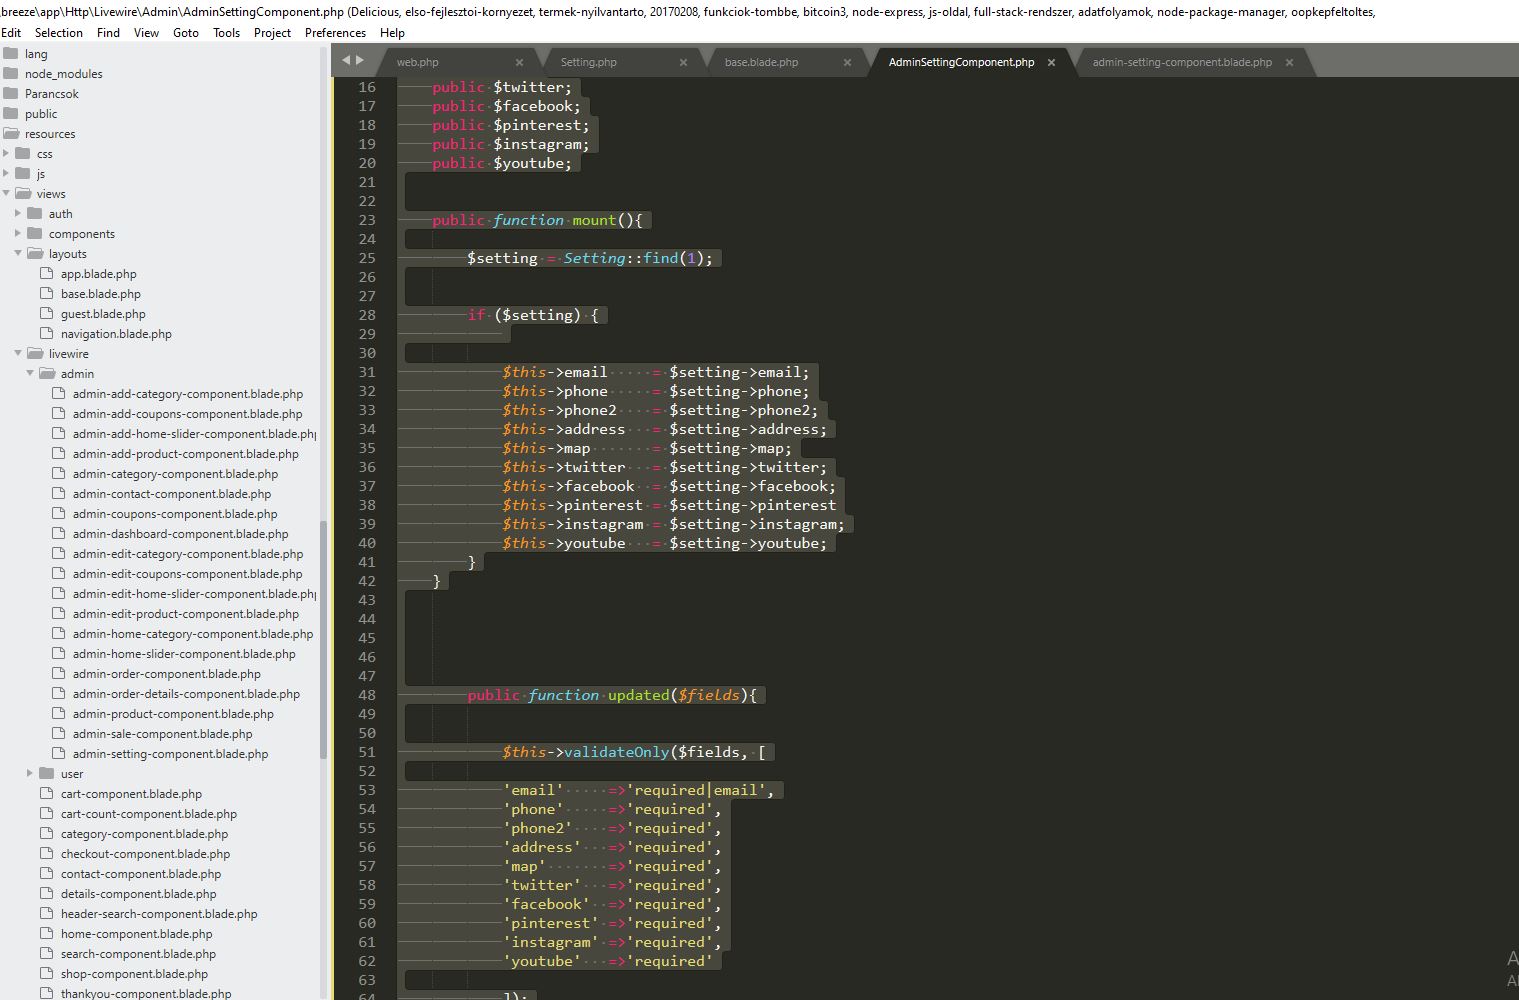 breeze\app\Http\Livewire\Admin\AdminSettingComponent.php (Delicious, elso-fejlesztoi-kornyezet, termek-nyilvantarto, 20170208, funkciok-tombbe, bitcoin3, node-express, js-oldal, full-stack-rendszer, adatfolyamok, node-package-manager, oopkepfeltoltes,
Edit Selection Find View Goto Tools Project Preferences Help
lang
node_modules
Parancsok
public
resources
css
js
views
auth
components
layouts
app.blade.php
base.blade.php
guest.blade.php
navigation.blade.php
livewire
admin
admin-add-category-component.blade.php
admin-add-coupons-component.blade.php
admin-add-home-slider-component.blade.php
admin-add-product-component.blade.php
admin-category-component.blade.php
admin-contact-component.blade.php
admin-coupons-component.blade.php
admin-dashboard-component.blade.php
admin-edit-category-component.blade.php
admin-edit-coupons-component.blade.php
admin-edit-home-slider-component.blade.php
admin-edit-product-component.blade.php
admin-home-category-component.blade.php
admin-home-slider-component.blade.php
admin-order-component.blade.php
admin-order-details-component.blade.php
admin-product-component.blade.php
admin-sale-component.blade.php
admin-setting-component.blade.php
user
cart-component.blade.php
cart-count-component.blade.php
category-component.blade.php
checkout-component.blade.php
contact-component.blade.php
details-component.blade.php
header-search-component.blade.php
home-component.blade.php
search-component.blade.php
shop-component.blade.php
thankyou-component.blade.php
web.php × Setting.php × base.blade.php × AdminSettingComponent.php × admin-setting-component.blade.php ×
16 public $twitter;
17 public $facebook;
18 public $pinterest;
19 public $instagram;
20 public $youtube;
21
22
23 public function mount(){
24
25 $setting = Setting::find(1);
26
27
28 if ($setting) {
29
30
31 $this->email = $setting->email;
32 $this->phone = $setting->phone;
33 $this->phone2 = $setting->phone2;
34 $this->address = $setting->address;
35 $this->map = $setting->map;
36 $this->twitter = $setting->twitter;
37 $this->facebook = $setting->facebook;
38 $this->pinterest = $setting->pinterest
39 $this->instagram = $setting->instagram;
40 $this->youtube = $setting->youtube;
41 }
42 }
43
44
45
46
47
48 public function updated($fields){
49
50
51 $this->validateOnly($fields, [
52
53 'email' =>'required|email',
54 'phone' =>'required',
55 'phone2' =>'required',
56 'address' =>'required',
57 'map' =>'required',
58 'twitter' =>'required',
59 'facebook' =>'required',
60 'pinterest' =>'required',
61 'instagram' =>'required',
62 'youtube' =>'required'
63
64 ]);